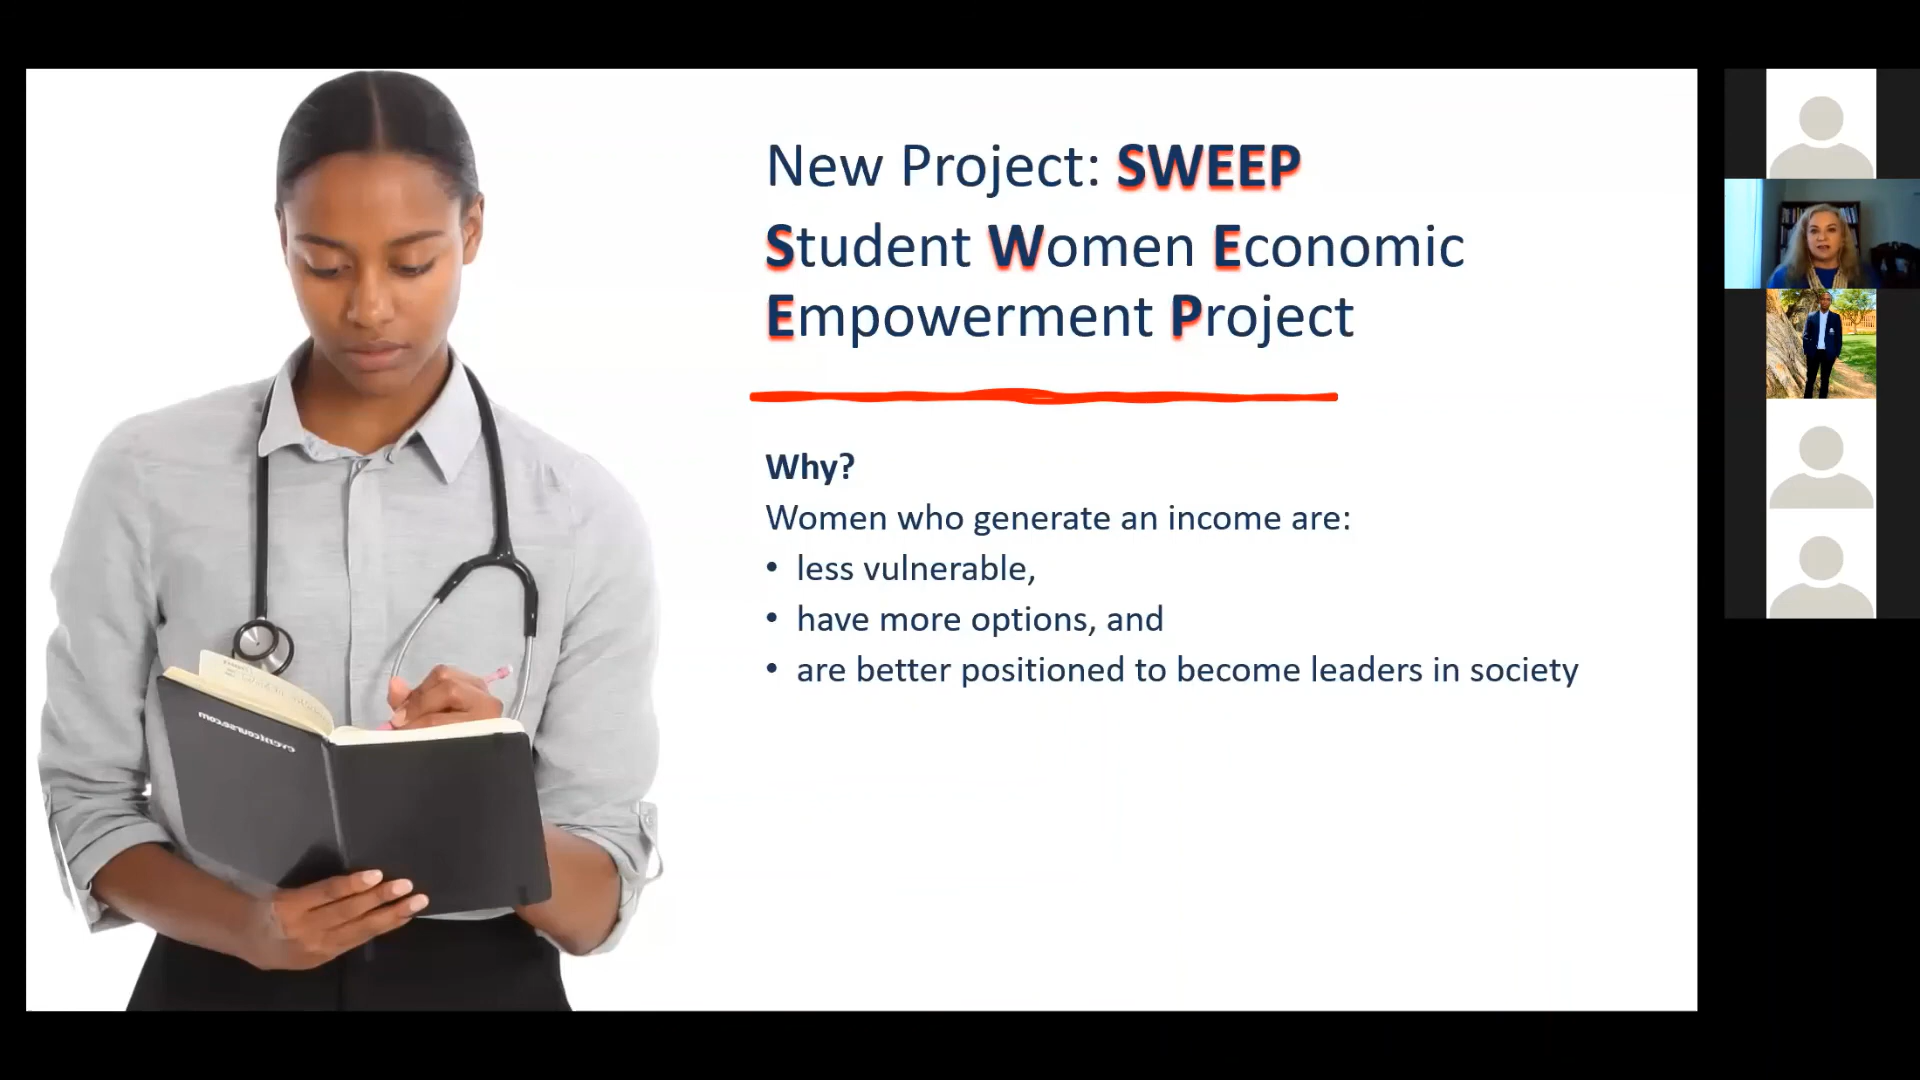 New Project: SWEEP
Student Women Economic
Empowerment Project
Why?
Women who generate an income are:
• less vulnerable,
• have more options, and
• are better positioned to become leaders in society